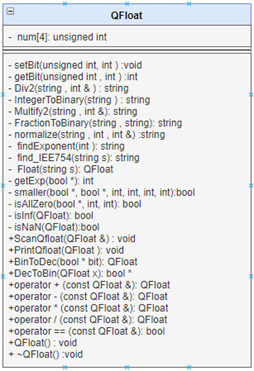 QFloat
- num[4]: unsigned int
- setBit(unsigned int, int ) :void
- getBit(unsigned int , int ) :int
- Div2(string , int & ) : string
- IntegerToBinary(string ) : string
- Multify2(string , int &): string
- FractionToBinary(string , string): string
- normalize(string , int , int &) :string
- findExponent(int ): string
- find_IEE754(string s): string
- Float(string s): QFloat
- getExp(bool *): int
- smaller(bool *, bool *, int, int, int, int):bool
- isAllZero(bool *, int, int): bool
- isInf(QFloat): bool
- isNaN(QFloat):bool
+ScanQfloat(QFloat &) : void
+PrintQfloat(QFloat ): void
+BinToDec(bool * bit): QFloat
+DecToBin(QFloat x): bool *
+operator + (const QFloat &): QFloat
+operator - (const QFloat &): QFloat
+operator * (const QFloat &): QFloat
+operator / (const QFloat &): QFloat
+operator == (const QFloat &): bool
+QFloat() : void
+ ~QFloat() :void